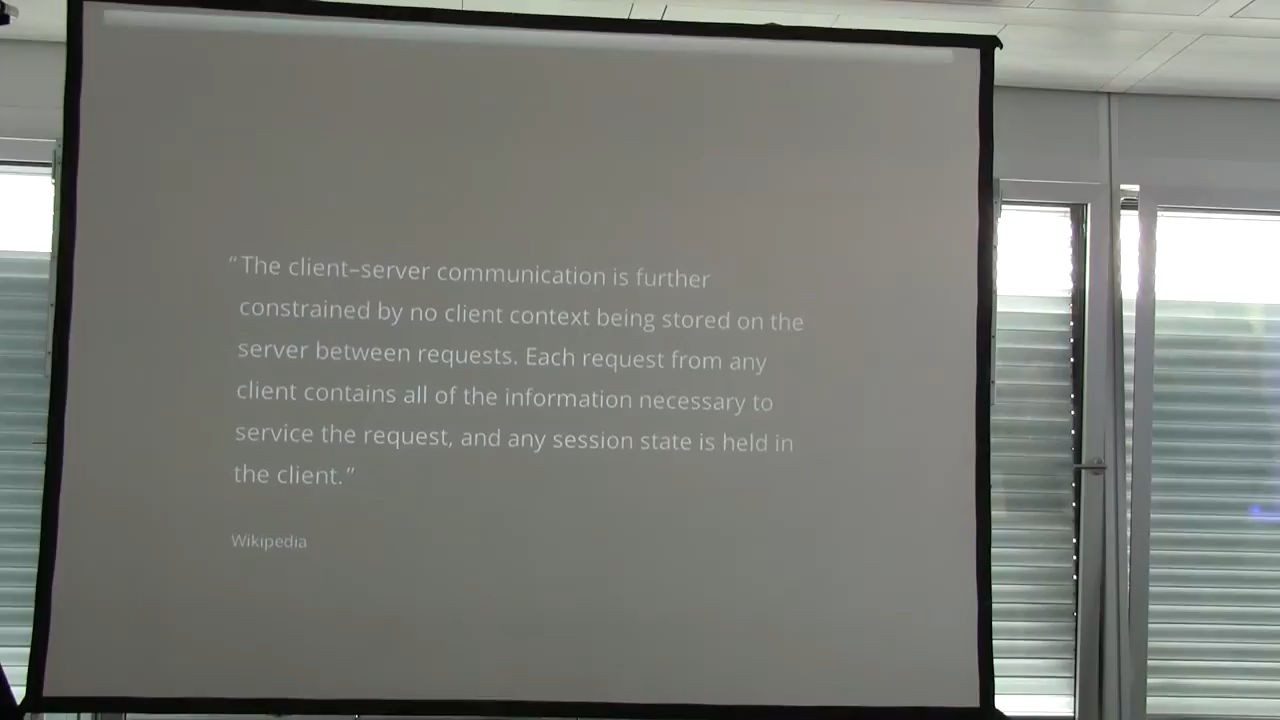 “The client–server communication is further
constrained by no client context being stored on the
server between requests. Each request from any
client contains all of the information necessary to
service the request, and any session state is held in
the client.”
Wikipedia